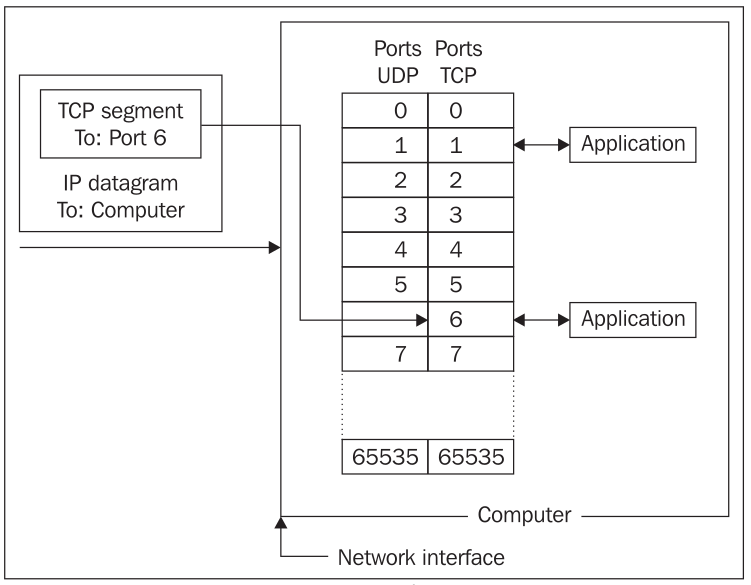 Ports Ports
UDP TCP
TCP segment
To: Port 6
IP datagram
To: Computer
0 0
1 1
Application
2 2
3 3
4 4
5 5
6
Application
7 7
65535 65535
Computer
Network interface